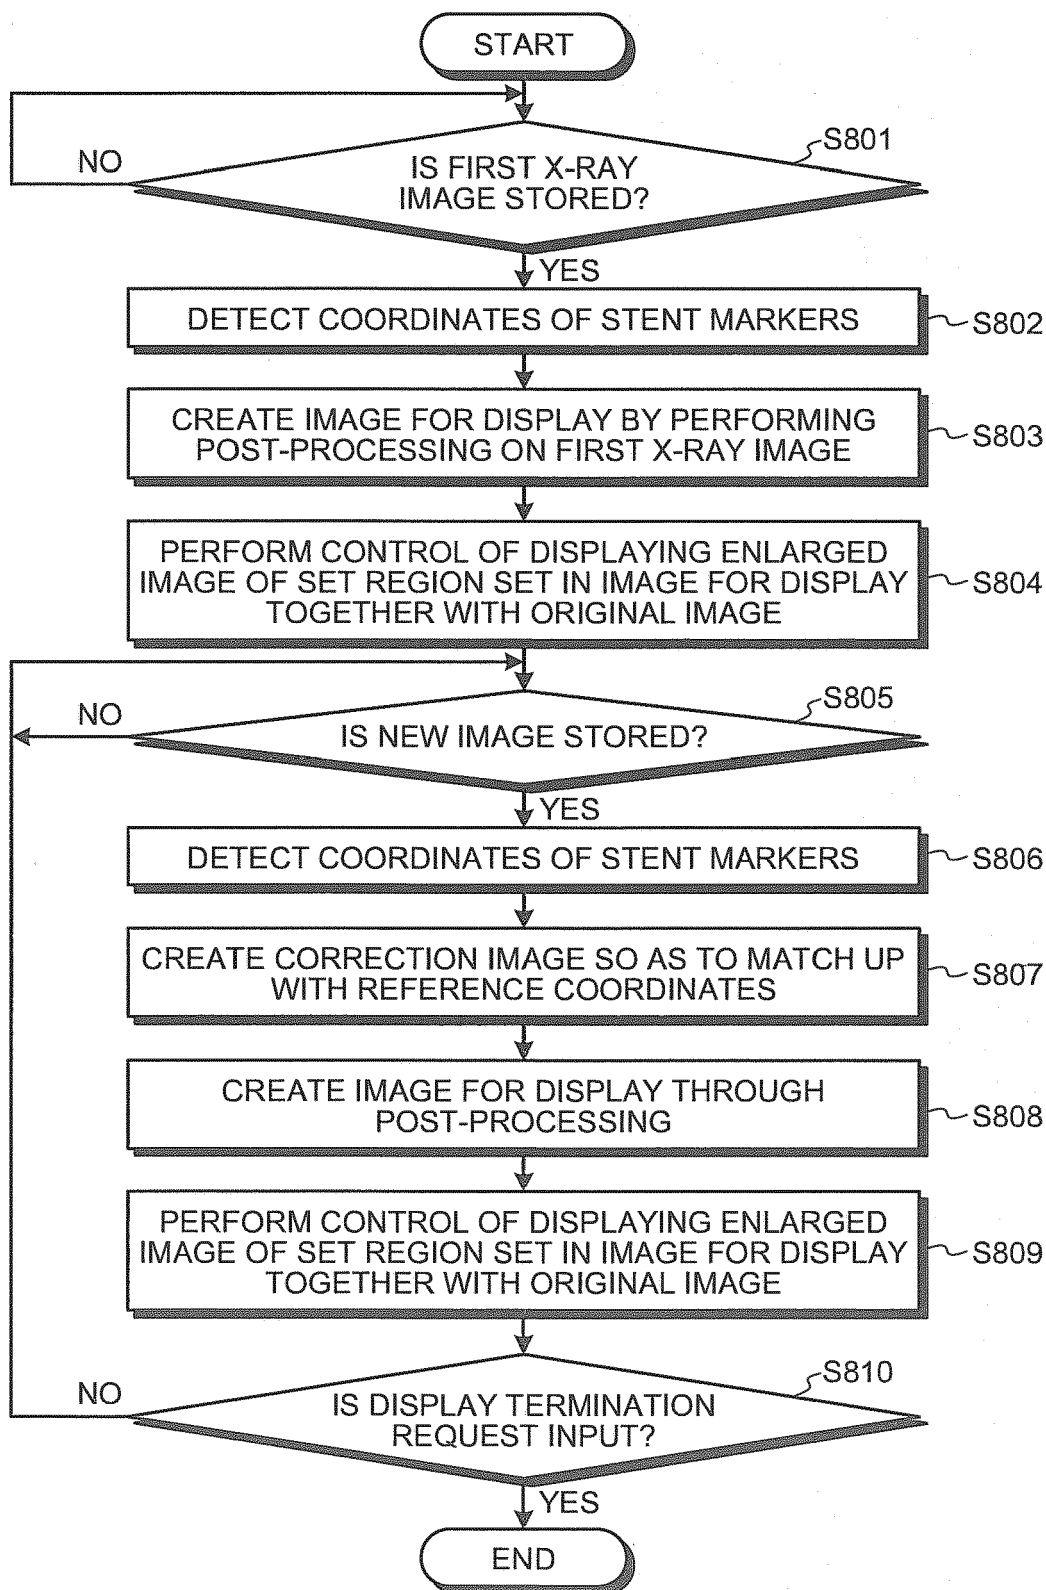 START
S801
NO
IS FIRST X-RAY
IMAGE STORED?
YES
DETECT COORDINATES OF STENT MARKERS
S802
CREATE IMAGE FOR DISPLAY BY PERFORMING
POST-PROCESSING ON FIRST X-RAY IMAGE
S803
PERFORM CONTROL OF DISPLAYING ENLARGED
IMAGE OF SET REGION SET IN IMAGE FOR DISPLAY
TOGETHER WITH ORIGINAL IMAGE
S804
S805
NO
IS NEW IMAGE STORED?
YES
DETECT COORDINATES OF STENT MARKERS
S806
CREATE CORRECTION IMAGE SO AS TO MATCH UP
WITH REFERENCE COORDINATES
S807
CREATE IMAGE FOR DISPLAY THROUGH
POST-PROCESSING
S808
PERFORM CONTROL OF DISPLAYING ENLARGED
IMAGE OF SET REGION SET IN IMAGE FOR DISPLAY
TOGETHER WITH ORIGINAL IMAGE
S809
S810
NO
IS DISPLAY TERMINATION
REQUEST INPUT?
YES
END